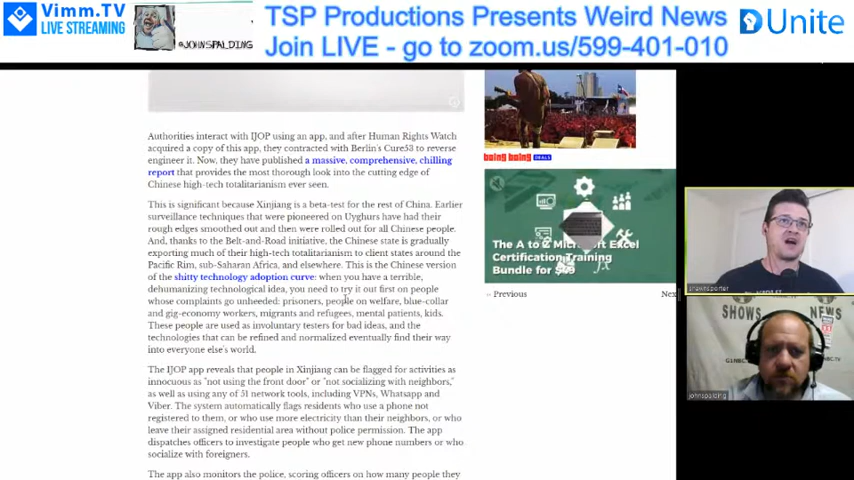 Vimm.TV
LIVE STREAMING
@JOHNSPALDING
TSP Productions Presents Weird News
Join LIVE - go to zoom.us/599-401-010
DUnite
Authorities interact with IJOP using an app, and after Human Rights Watch
acquired a copy of this app, they contracted with Berlin's Cure53 to reverse
engineer it. Now, they have published a massive, comprehensive, chilling
report that provides the most thorough look into the cutting edge of
Chinese high-tech totalitarianism ever seen.
This is significant because Xinjiang is a beta-test for the rest of China. Earlier
surveillance techniques that were pioneered on Uyghurs have had their
rough edges smoothed out and then were rolled out for all Chinese people.
And, thanks to the Belt-and-Road initiative, the Chinese state is gradually
exporting much of their high-tech totalitarianism to client states around the
Pacific Rim, sub-Saharan Africa, and elsewhere. This is the Chinese version
of the shitty technology adoption curve: when you have a terrible,
dehumanizing technological idea, you need to try it out first on people
whose complaints go unheeded: prisoners, people on welfare, blue-collar
and gig-economy workers, migrants and refugees, mental patients, kids.
These people are used as involuntary testers for bad ideas, and the
technologies that can be refined and normalized eventually find their way
into everyone else's world.
The IJOP app reveals that people in Xinjiang can be flagged for activities as
innocuous as "not using the front door" or "not socializing with neighbors,"
as well as using any of 51 network tools, including VPNs, Whatsapp and
Viber. The system automatically flags residents who use a phone not
registered to them, or who use more electricity than their neighbors, or who
leave their assigned residential area without police permission. The app
dispatches officers to investigate people who get new phone numbers or who
socialize with foreigners.
The app also monitors the police, scoring officers on how many people they
boing boing DEALS
The A to Z Microsoft Excel
Certification Training
Bundle for $49
← Previous
Nex
shawnsporter
SHOWS
NEWS
johnspalding